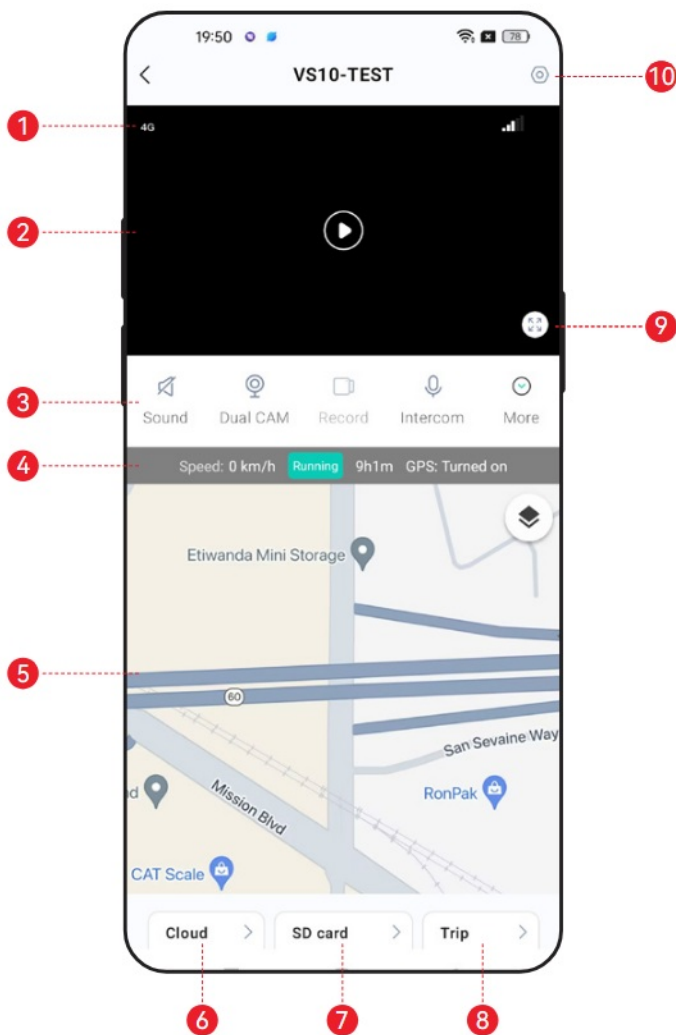 19:50 78
VS10-TEST
10
1 4G
2
9
3
Sound Dual CAM Record Intercom More
4 Speed: 0 km/h Running 9h1m GPS: Turned on
Etiwanda Mini Storage
5
60
San Sevaine Way
nd
RonPak
Mission Blvd
CAT Scale
Cloud SD card Trip
6 7 8